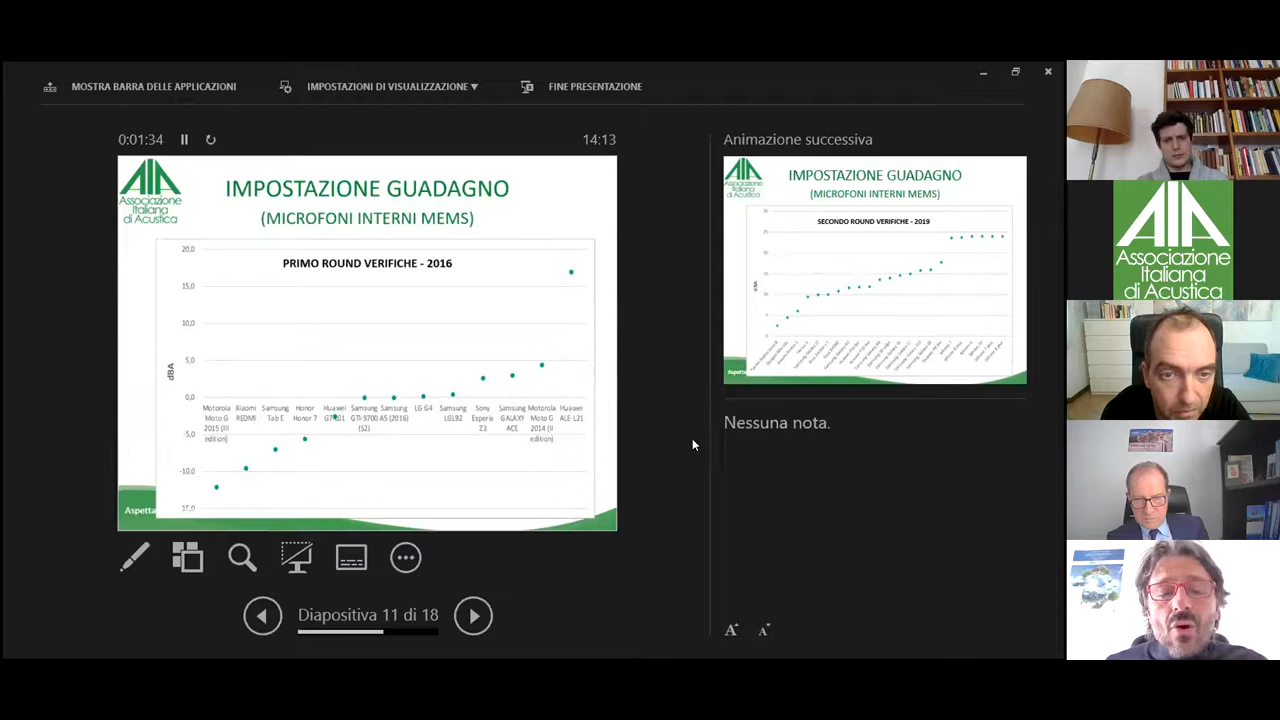 MOSTRA BARRA DELLE APPLICAZIONI
IMPOSTAZIONI DI VISUALIZZAZIONE ▼
FINE PRESENTAZIONE
0:01:34
14:13
AIA
Associazione
Italiana
di Acustica
IMPOSTAZIONE GUADAGNO
(MICROFONI INTERNI MEMS)
PRIMO ROUND VERIFICHE - 2016
20,0
15,0
10,0
5,0
0,0
-5,0
-10,0
15,0
dBA
Motorola Moto G 2015 (III edition)
Xiaomi REDMI
Samsung Tab E
Honor Honor 7
Huawei
Samsung GTI-9700 (S2)
Samsung A5 (2016)
LG G4
Samsung LGL92
Sony Experia Z3
Samsung GALAXY ACE
Motorola Moto G 2014 (II edition)
Huawei ALE-L21
Aspetta
Diapositiva 11 di 18
Animazione successiva
AIA
Associazione
Italiana
di Acustica
IMPOSTAZIONE GUADAGNO
(MICROFONI INTERNI MEMS)
SECONDO ROUND VERIFICHE - 2019
Aspett
Nessuna nota.
A A
AIA
Associazione
Italiana
di Acustica